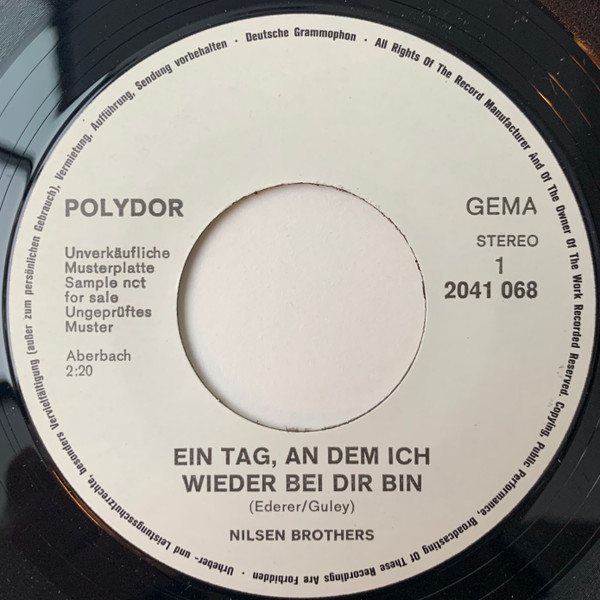 Urheber- und Leistungsschutzrechte, besonders Vervielfältigung (außer zum persönlichen Gebrauch), Vermietung, Aufführung, Sendung vorbehalten · Deutsche Grammophon · All Rights Of The Record Manufacturer And Of The Owner Of The Work Recorded Reserved. Copying, Public Performance, Broadcasting Of These Recordings Are Forbidden ·
POLYDOR
GEMA
Unverkäufliche
Musterplatte
Sample nct
for sale
Ungeprüftes
Muster
STEREO
1
2041 068
Aberbach
2:20
EIN TAG, AN DEM ICH
WIEDER BEI DIR BIN
(Ederer/Guley)
NILSEN BROTHERS